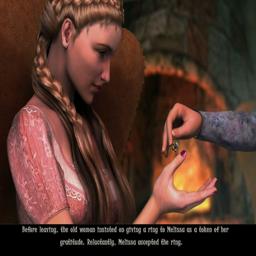 Before leaving, the old woman insisted on giving a ring to Melissa as a token of her
gratitude. Reluctantly, Melissa accepted the ring.